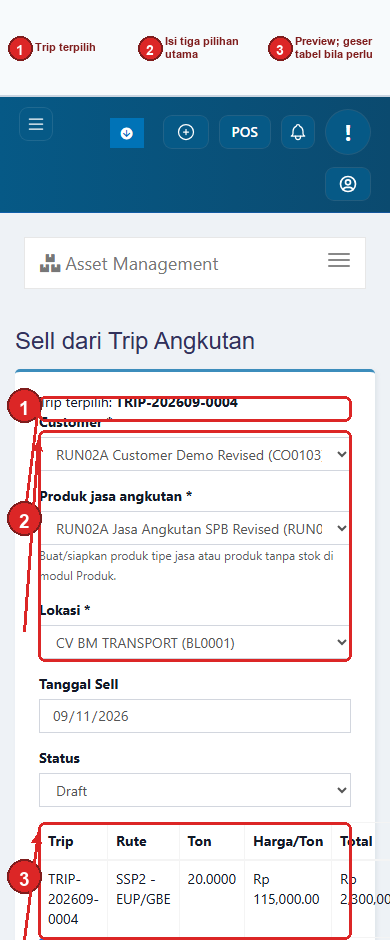 1 Trip terpilih
2 Isi tiga pilihan
utama
3 Preview; geser
tabel bila perlu
POS
!
Asset Management
Sell dari Trip Angkutan
1
Trip terpilih: TRIP-202609-0004
Customer *
RUN02A Customer Demo Revised (CO0103
2
Produk jasa angkutan *
RUN02A Jasa Angkutan SPB Revised (RUN0
Buat/siapkan produk tipe jasa atau produk tanpa stok di
modul Produk.
Lokasi *
CV BM TRANSPORT (BL0001)
Tanggal Sell
09/11/2026
Status
Draft
3
Trip Rute Ton Harga/Ton Total
TRIP- SSP2 - 20.0000 Rp Rp
202609- EUP/GBE 115,000.00 2,300,00
0004